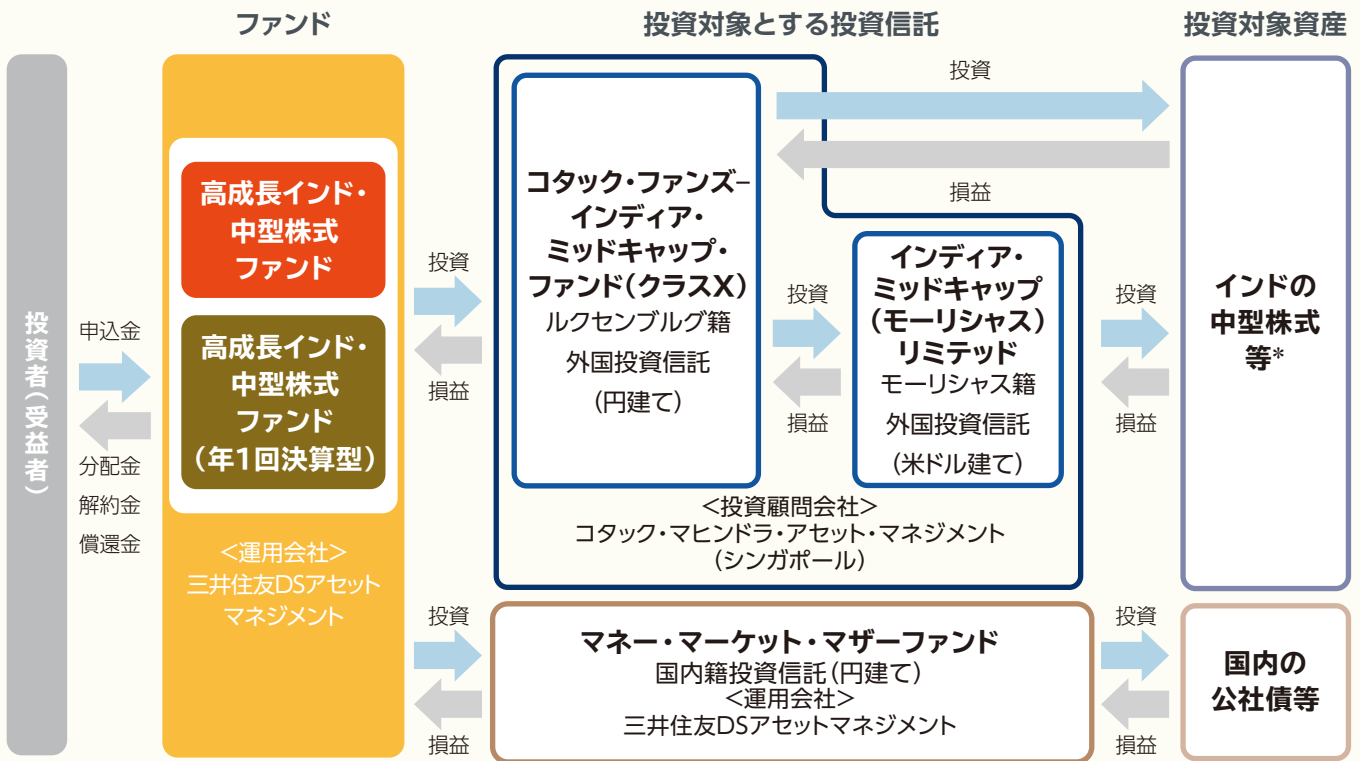 ファンド
投資対象とする投資信託
投資対象資産
投資者(受益者)
申込金
分配金
解約金
償還金
高成長インド・
中型株式
ファンド
高成長インド・
中型株式
ファンド
(年1回決算型)
<運用会社>
三井住友DSアセット
マネジメント
投資
損益
コタック・ファンズ−
インディア・
ミッドキャップ・
ファンド(クラスX)
ルクセンブルグ籍
外国投資信託
(円建て)
投資
損益
投資
損益
インディア・
ミッドキャップ
(モーリシャス)
リミテッド
モーリシャス籍
外国投資信託
(米ドル建て)
<投資顧問会社>
コタック・マヒンドラ・アセット・マネジメント
(シンガポール)
投資
損益
インドの
中型株式
等*
投資
損益
マネー・マーケット・マザーファンド
国内籍投資信託(円建て)
<運用会社>
三井住友DSアセットマネジメント
投資
損益
国内の
公社債等